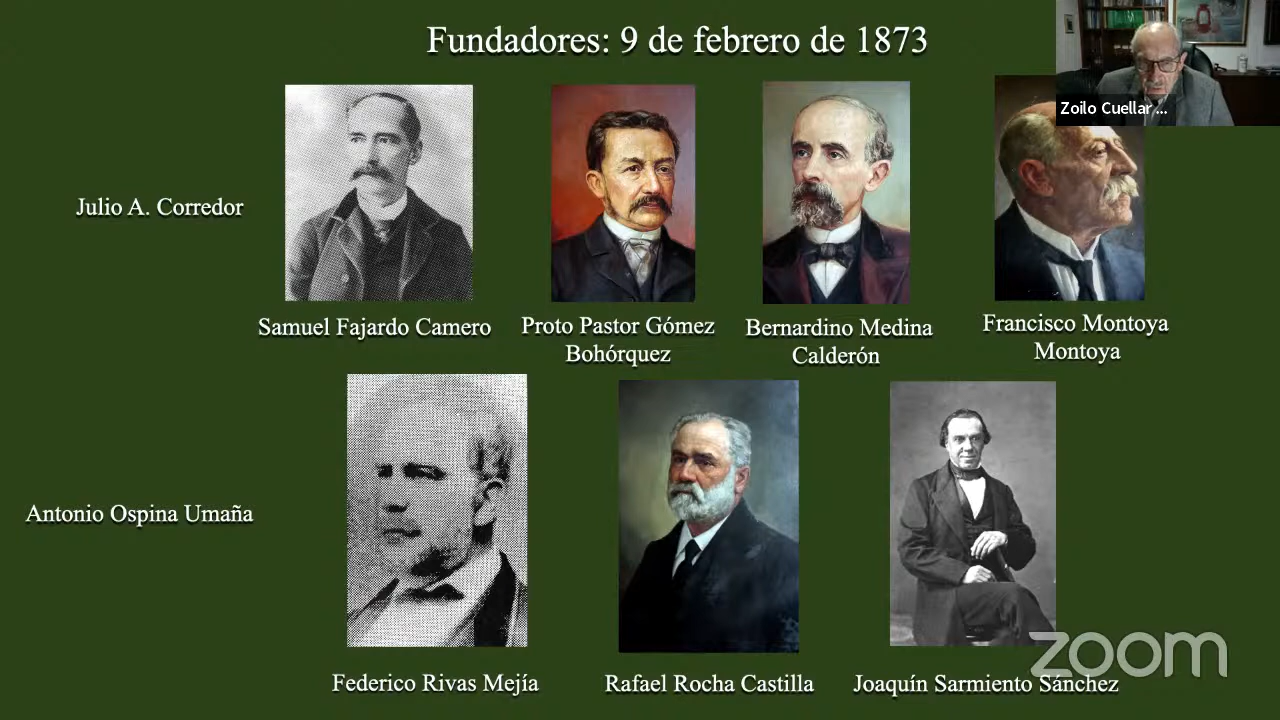 Fundadores: 9 de febrero de 1873
Zoilo Cuellar ...
Julio A. Corredor
Samuel Fajardo Camero
Proto Pastor Gómez
Bohórquez
Bernardino Medina
Calderón
Francisco Montoya
Montoya
Antonio Ospina Umaña
Federico Rivas Mejía
Rafael Rocha Castilla
Joaquín Sarmiento Sánchez
zoom